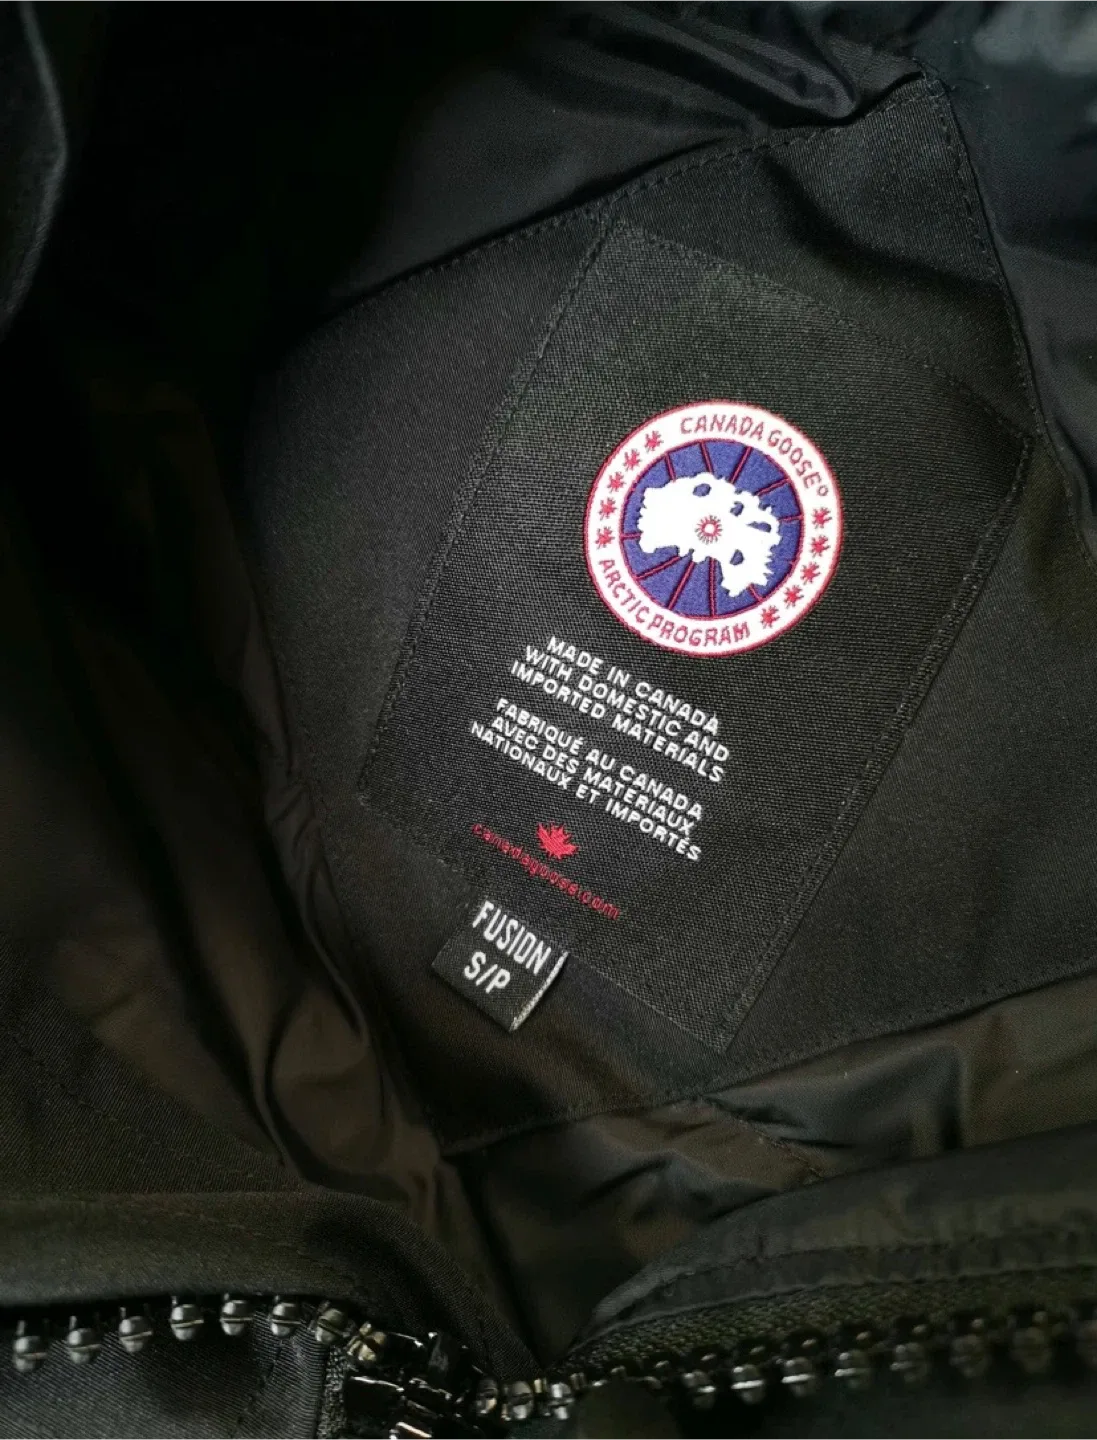 CANADA GOOSE®
ARCTIC PROGRAM
MADE IN CANADA
WITH DOMESTIC AND
IMPORTED MATERIALS
FABRIQUÉ AU CANADA
AVEC DES MATÉRIAUX
NATIONAUX ET IMPORTÉS
canadagoose.com
FUSION
S/P